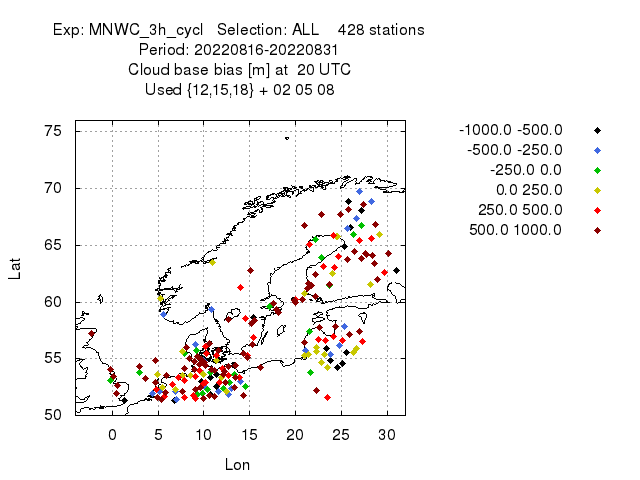 Exp: MNWC_3h_cycl   Selection: ALL    428 stations
Period: 20220816-20220831
Cloud base bias [m] at  20 UTC
Used {12,15,18} + 02 05 08
-1000.0 -500.0
-500.0 -250.0
-250.0 0.0
0.0 250.0
250.0 500.0
500.0 1000.0
75
70
65
60
55
50
Lat
0 5 10 15 20 25 30
Lon